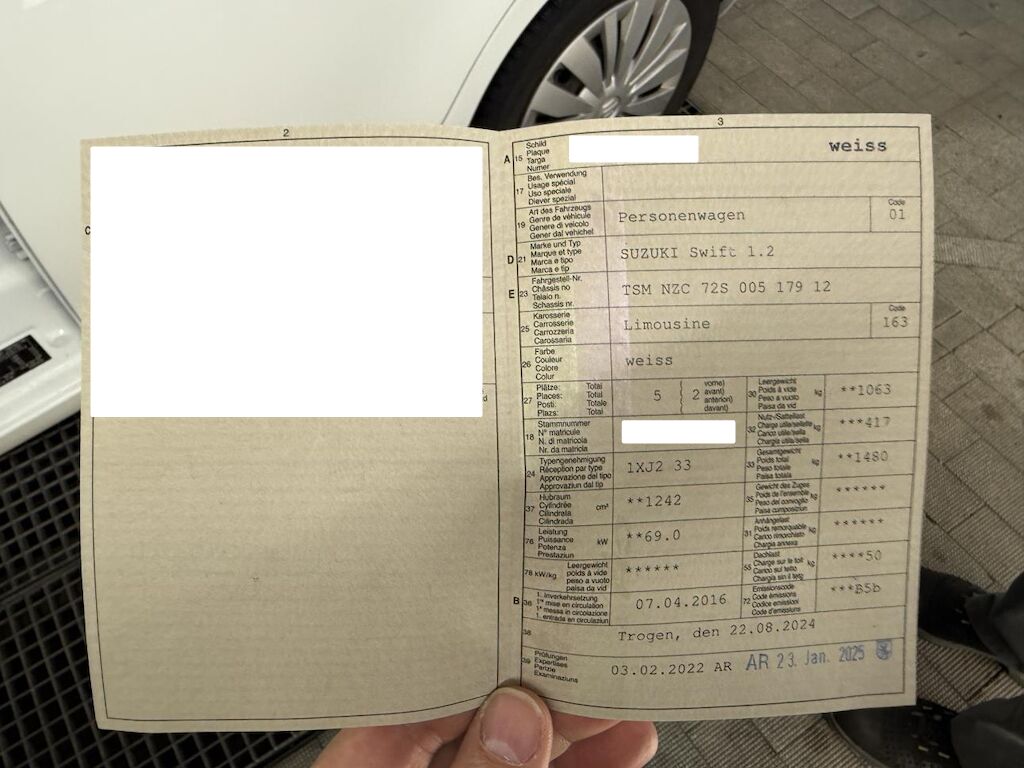 2
3
C
A 15 Schild
Plaque
Targa
Numer
weiss
17 Bes. Verwendung
Usage spécial
Uso speciale
Diever spezial
19 Art des Fahrzeugs
Genre de véhicule
Genere di veicolo
Gener dal vehichel
Personenwagen
Code
01
D 21 Marke und Typ
Marque et type
Marca e tipo
Marca e tip
SUZUKI Swift 1.2
E 23 Fahrgestell-Nr.
Châssis no
Telaio n.
Schassis nr.
TSM NZC 72S 005 179 12
25 Karosserie
Carrosserie
Carrozzeria
Carossaria
Limousine
Code
163
26 Farbe
Couleur
Colore
Colur
weiss
27 Plätze: Total
Places: Total
Posti: Totale
Plazs: Total
5 ( 2 vorne)
avant)
anteriori)
davant)
30 Leergewicht
Poids à vide
Peso a vuoto
Paisa da vid
kg
**1063
18 Stammnummer
N° matricule
N. di matricola
Nr. da matricla
32 Nutz-/Sattellast
Charge utile/sellette
Carico utile/sella
Chargia utila/sella
kg
***417
24 Typengenehmigung
Réception par type
Approvazione del tipo
Approvaziun dal tip
1XJ2 33
33 Gesamtgewicht
Poids total
Peso totale
Paisa totala
kg
**1480
37 Hubraum
Cylindrée
Cilindrata
Cilindrada
cm³
**1242
35 Gewicht des Zuges
Poids de l'ensemble
Peso del convoglio
Paisa cumposiziun
kg
******
76 Leistung
Puissance
Potenza
Prestaziun
kW
**69.0
31 Anhängelast
Poids remorquable
Carico rimorchiato
Chargia annexa
kg
******
78 kW/kg Leergewicht
poids à vide
peso a vuoto
paisa da vid
******
55 Dachlast
Charge sur le toit
Carico sul tetto
Chargia sin il tetg
kg
****50
B 36 1. Inverkehrsetzung
1re mise en circulation
1a messa in circolazione
1. entrada en circulaziun
07.04.2016
72 Emissionscode
Code émissions
Codice emissioni
Code d'emissiuns
***B5b
38
Trogen, den 22.08.2024
39 Prüfungen
Expertises
Perizie
Examinaziuns
03.02.2022 AR
AR 23. Jan. 2025